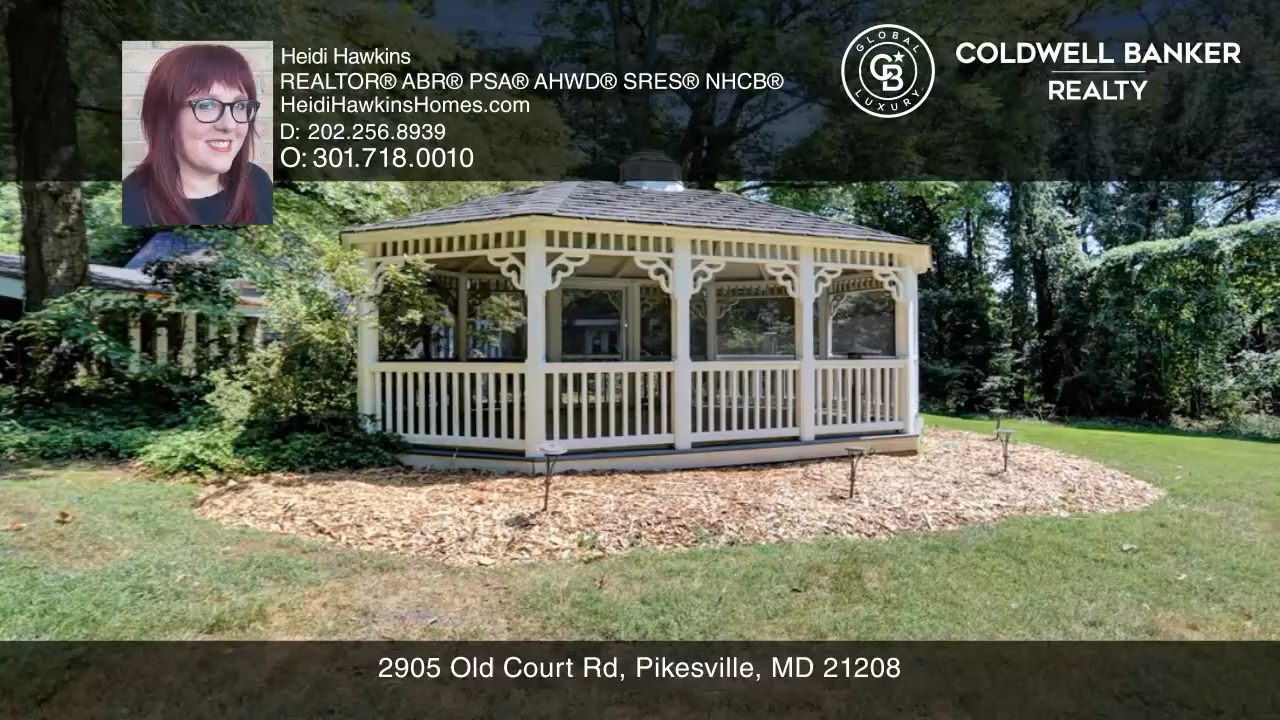 Heidi Hawkins
REALTOR® ABR® PSA® AHWD® SRES® NHCB®
HeidiHawkinsHomes.com
D: 202.256.8939
O: 301.718.0010
GLOBAL
CB
LUXURY
COLDWELL BANKER
REALTY
2905 Old Court Rd, Pikesville, MD 21208